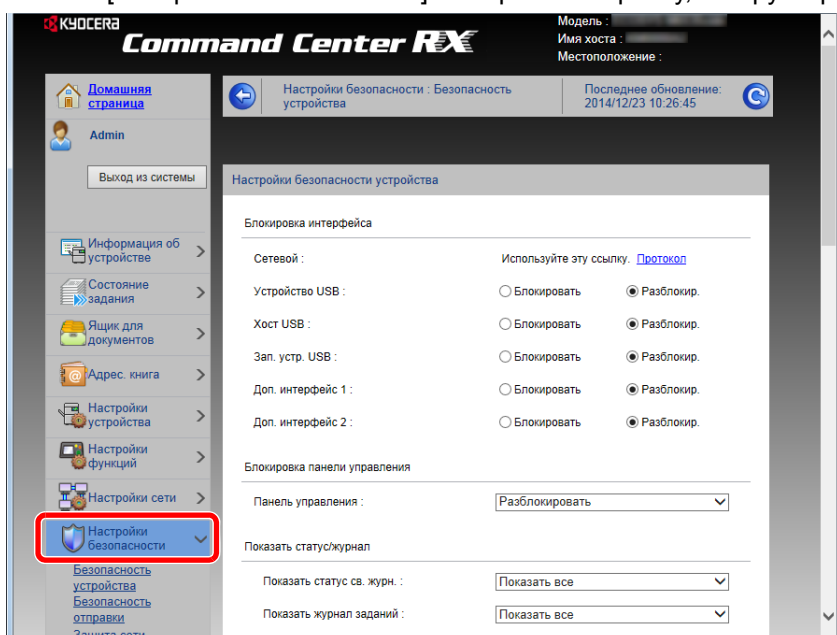 KYOCERA
Command Center RX
Модель :
Имя хоста :
Местоположение :
Домашняя
страница
Настройки безопасности : Безопасность
устройства
Последнее обновление:
2014/12/23 10:26:45
Admin
Выход из системы
Настройки безопасности устройства
Блокировка интерфейса
Информация об
устройстве
Сетевой :
Используйте эту ссылку. Протокол
Состояние
задания
Устройство USB :
Блокировать
Разблокир.
Хост USB :
Блокировать
Разблокир.
Ящик для
документов
Зап. устр. USB :
Блокировать
Разблокир.
Адрес. книга
Доп. интерфейс 1 :
Блокировать
Разблокир.
Настройки
устройства
Доп. интерфейс 2 :
Блокировать
Разблокир.
Настройки
функций
Блокировка панели управления
Настройки сети
Панель управления :
Разблокировать
Настройки
безопасности
Показать статус/журнал
Безопасность
устройства
Показать статус св. журн. :
Показать все
Безопасность
отправки
Показать журнал заданий :
Показать все
Защита сети